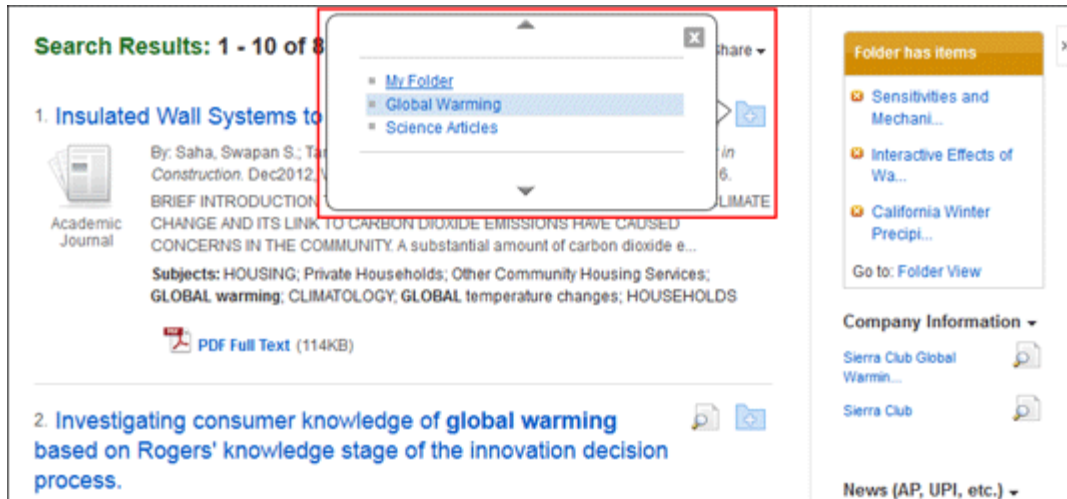 Search Results: 1 - 10 of 8
Share
My Folder
Global Warming
Science Articles
1. Insulated Wall Systems to
By: Saha, Swapan S.; in
Construction. Dec2012, 6.
BRIEF INTRODUCTION CLIMATE
CHANGE AND ITS LINK TO CARBON DIOXIDE EMISSIONS HAVE CAUSED
CONCERNS IN THE COMMUNITY. A substantial amount of carbon dioxide e...
Academic
Journal
Subjects: HOUSING; Private Households; Other Community Housing Services;
GLOBAL warming; CLIMATOLOGY; GLOBAL temperature changes; HOUSEHOLDS
PDF Full Text (114KB)
2. Investigating consumer knowledge of global warming
based on Rogers' knowledge stage of the innovation decision
process.
Folder has items
Sensitivities and
Mechani...
Interactive Effects of
Wa...
California Winter
Precipi...
Go to: Folder View
Company Information
Sierra Club Global
Warmin...
Sierra Club
News (AP, UPI, etc.)